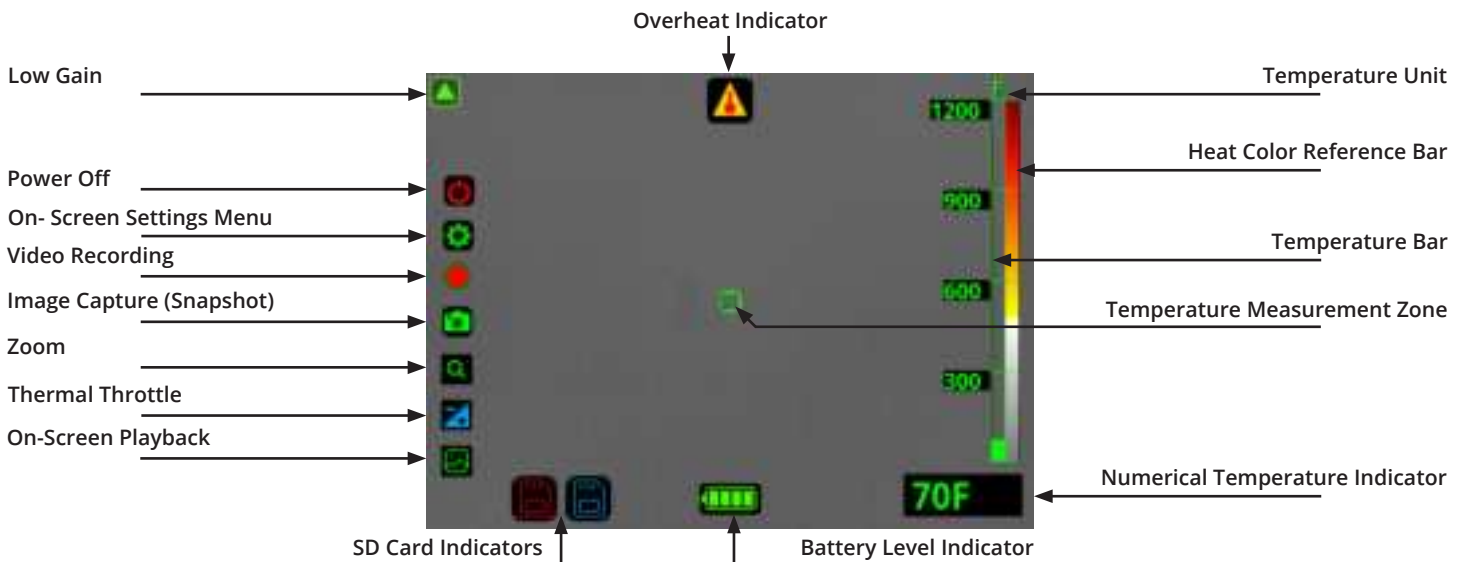 Overheat Indicator
Low Gain
Temperature Unit
1200
Heat Color Reference Bar
Power Off
900
On- Screen Settings Menu
Temperature Bar
Video Recording
600
Image Capture (Snapshot)
Temperature Measurement Zone
Zoom
300
Thermal Throttle
On-Screen Playback
Numerical Temperature Indicator
70F
SD Card Indicators
Battery Level Indicator